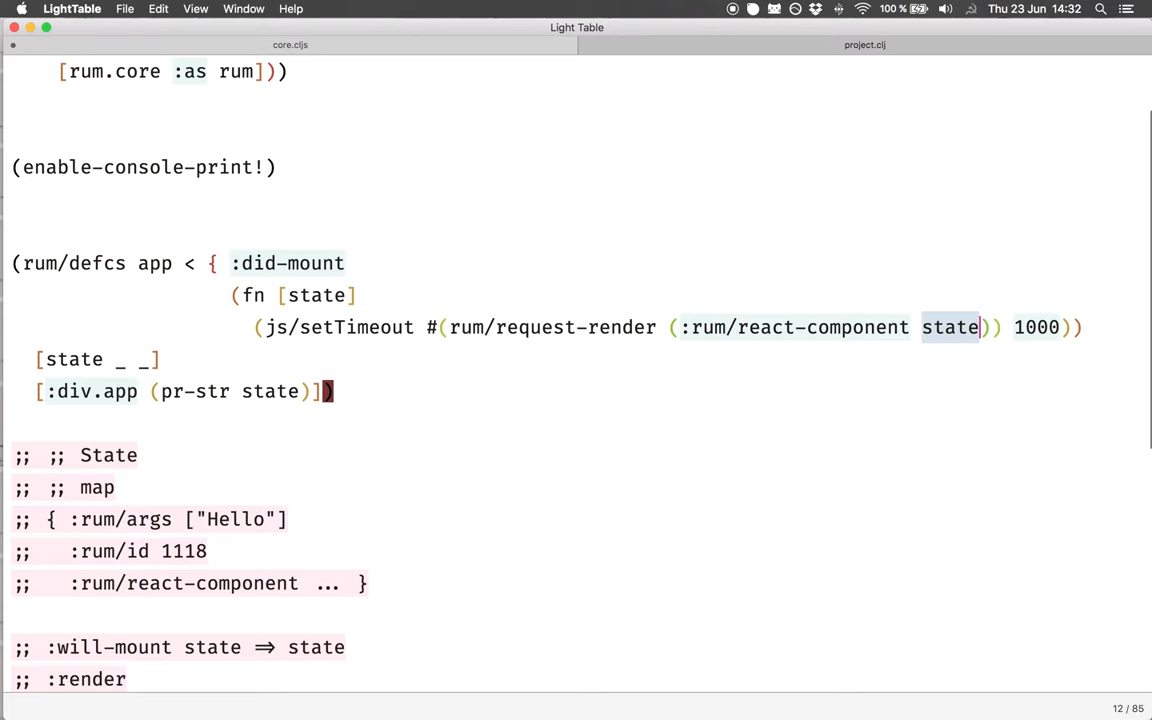 LightTable File Edit View Window Help 100 % Thu 23 Jun 14:32
LightTable
core.cljs project.clj
[rum.core :as rum]))
(enable-console-print!)
(rum/defcs app < { :did-mount
(fn [state]
(js/setTimeout #(rum/request-render (:rum/react-component state)) 1000))
[state _ _]
[:div.app (pr-str state)])
;; ;; State
;; ;; map
;; { :rum/args ["Hello"]
;; :rum/id 1118
;; :rum/react-component ... }
;; :will-mount state => state
;; :render
12 / 85